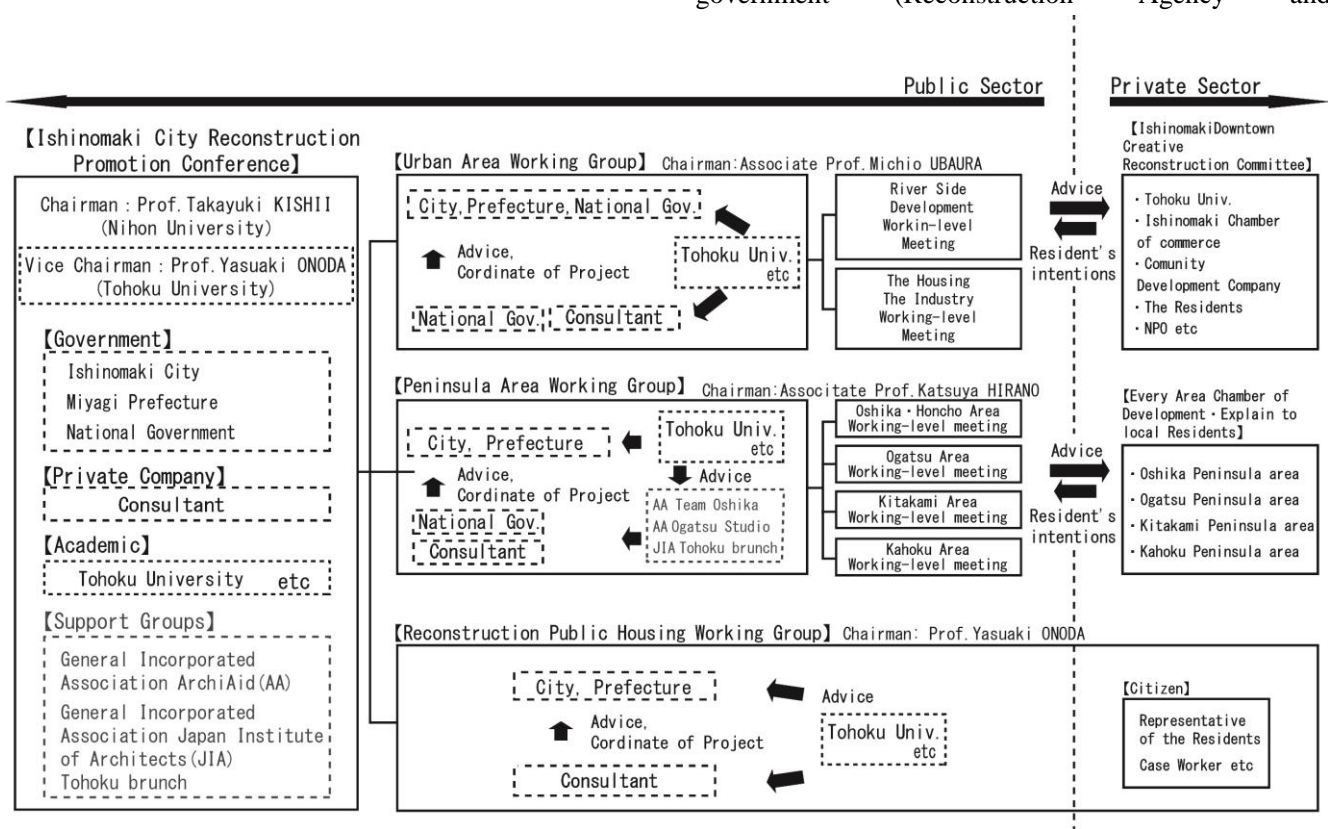 government (Reconstruction Agency and
Public Sector
Private Sector
【Ishinomaki City Reconstruction
Promotion Conference】
Chairman：Prof.Takayuki KISHII
(Nihon University)
Vice Chairman：Prof.Yasuaki ONODA
(Tohoku University)
【Government】
Ishinomaki City
Miyagi Prefecture
National Government
【Private Company】
Consultant
【Academic】
Tohoku University etc
【Support Groups】
General Incorporated
Association ArchiAid(AA)
General Incorporated
Association Japan Institute
of Architects(JIA)
Tohoku brunch
【Urban Area Working Group】 Chairman:Associate Prof.Michio UBAURA
City,Prefecture,National Gov.
Advice,
Cordinate of Project
Tohoku Univ.
etc
National Gov.
Consultant
River Side
Development
Workin-level
Meeting
The Housing
The Industry
Working-level
Meeting
Advice
Resident's
intentions
【IshinomakiDowntown
Creative
Reconstruction Committee】
・Tohoku Univ.
・Ishinomaki Chamber
of commerce
・Comunity
Development Company
・The Residents
・NPO etc
【Peninsula Area Working Group】 Chairman:Associtate Prof.Katsuya HIRANO
City, Prefecture
Tohoku Univ.
etc
Advice,
Cordinate of Project
Advice
National Gov.
Consultant
AA Team Oshika
AA Ogatsu Studio
JIA Tohoku brunch
Oshika・Honcho Area
Working-level meeting
Ogatsu Area
Working-level meeting
Kitakami Area
Working-level meeting
Kahoku Area
Working-level meeting
Advice
Resident's
intentions
【Every Area Chamber of
Development・Explain to
local Residents】
・Oshika Peninsula area
・Ogatsu Peninsula area
・Kitakami Peninsula area
・Kahoku Peninsula area
【Reconstruction Public Housing Working Group】 Chairman: Prof.Yasuaki ONODA
City, Prefecture
Advice
Advice,
Cordinate of Project
Tohoku Univ.
etc
Consultant
【Citizen】
Representative
of the Residents
Case Worker etc